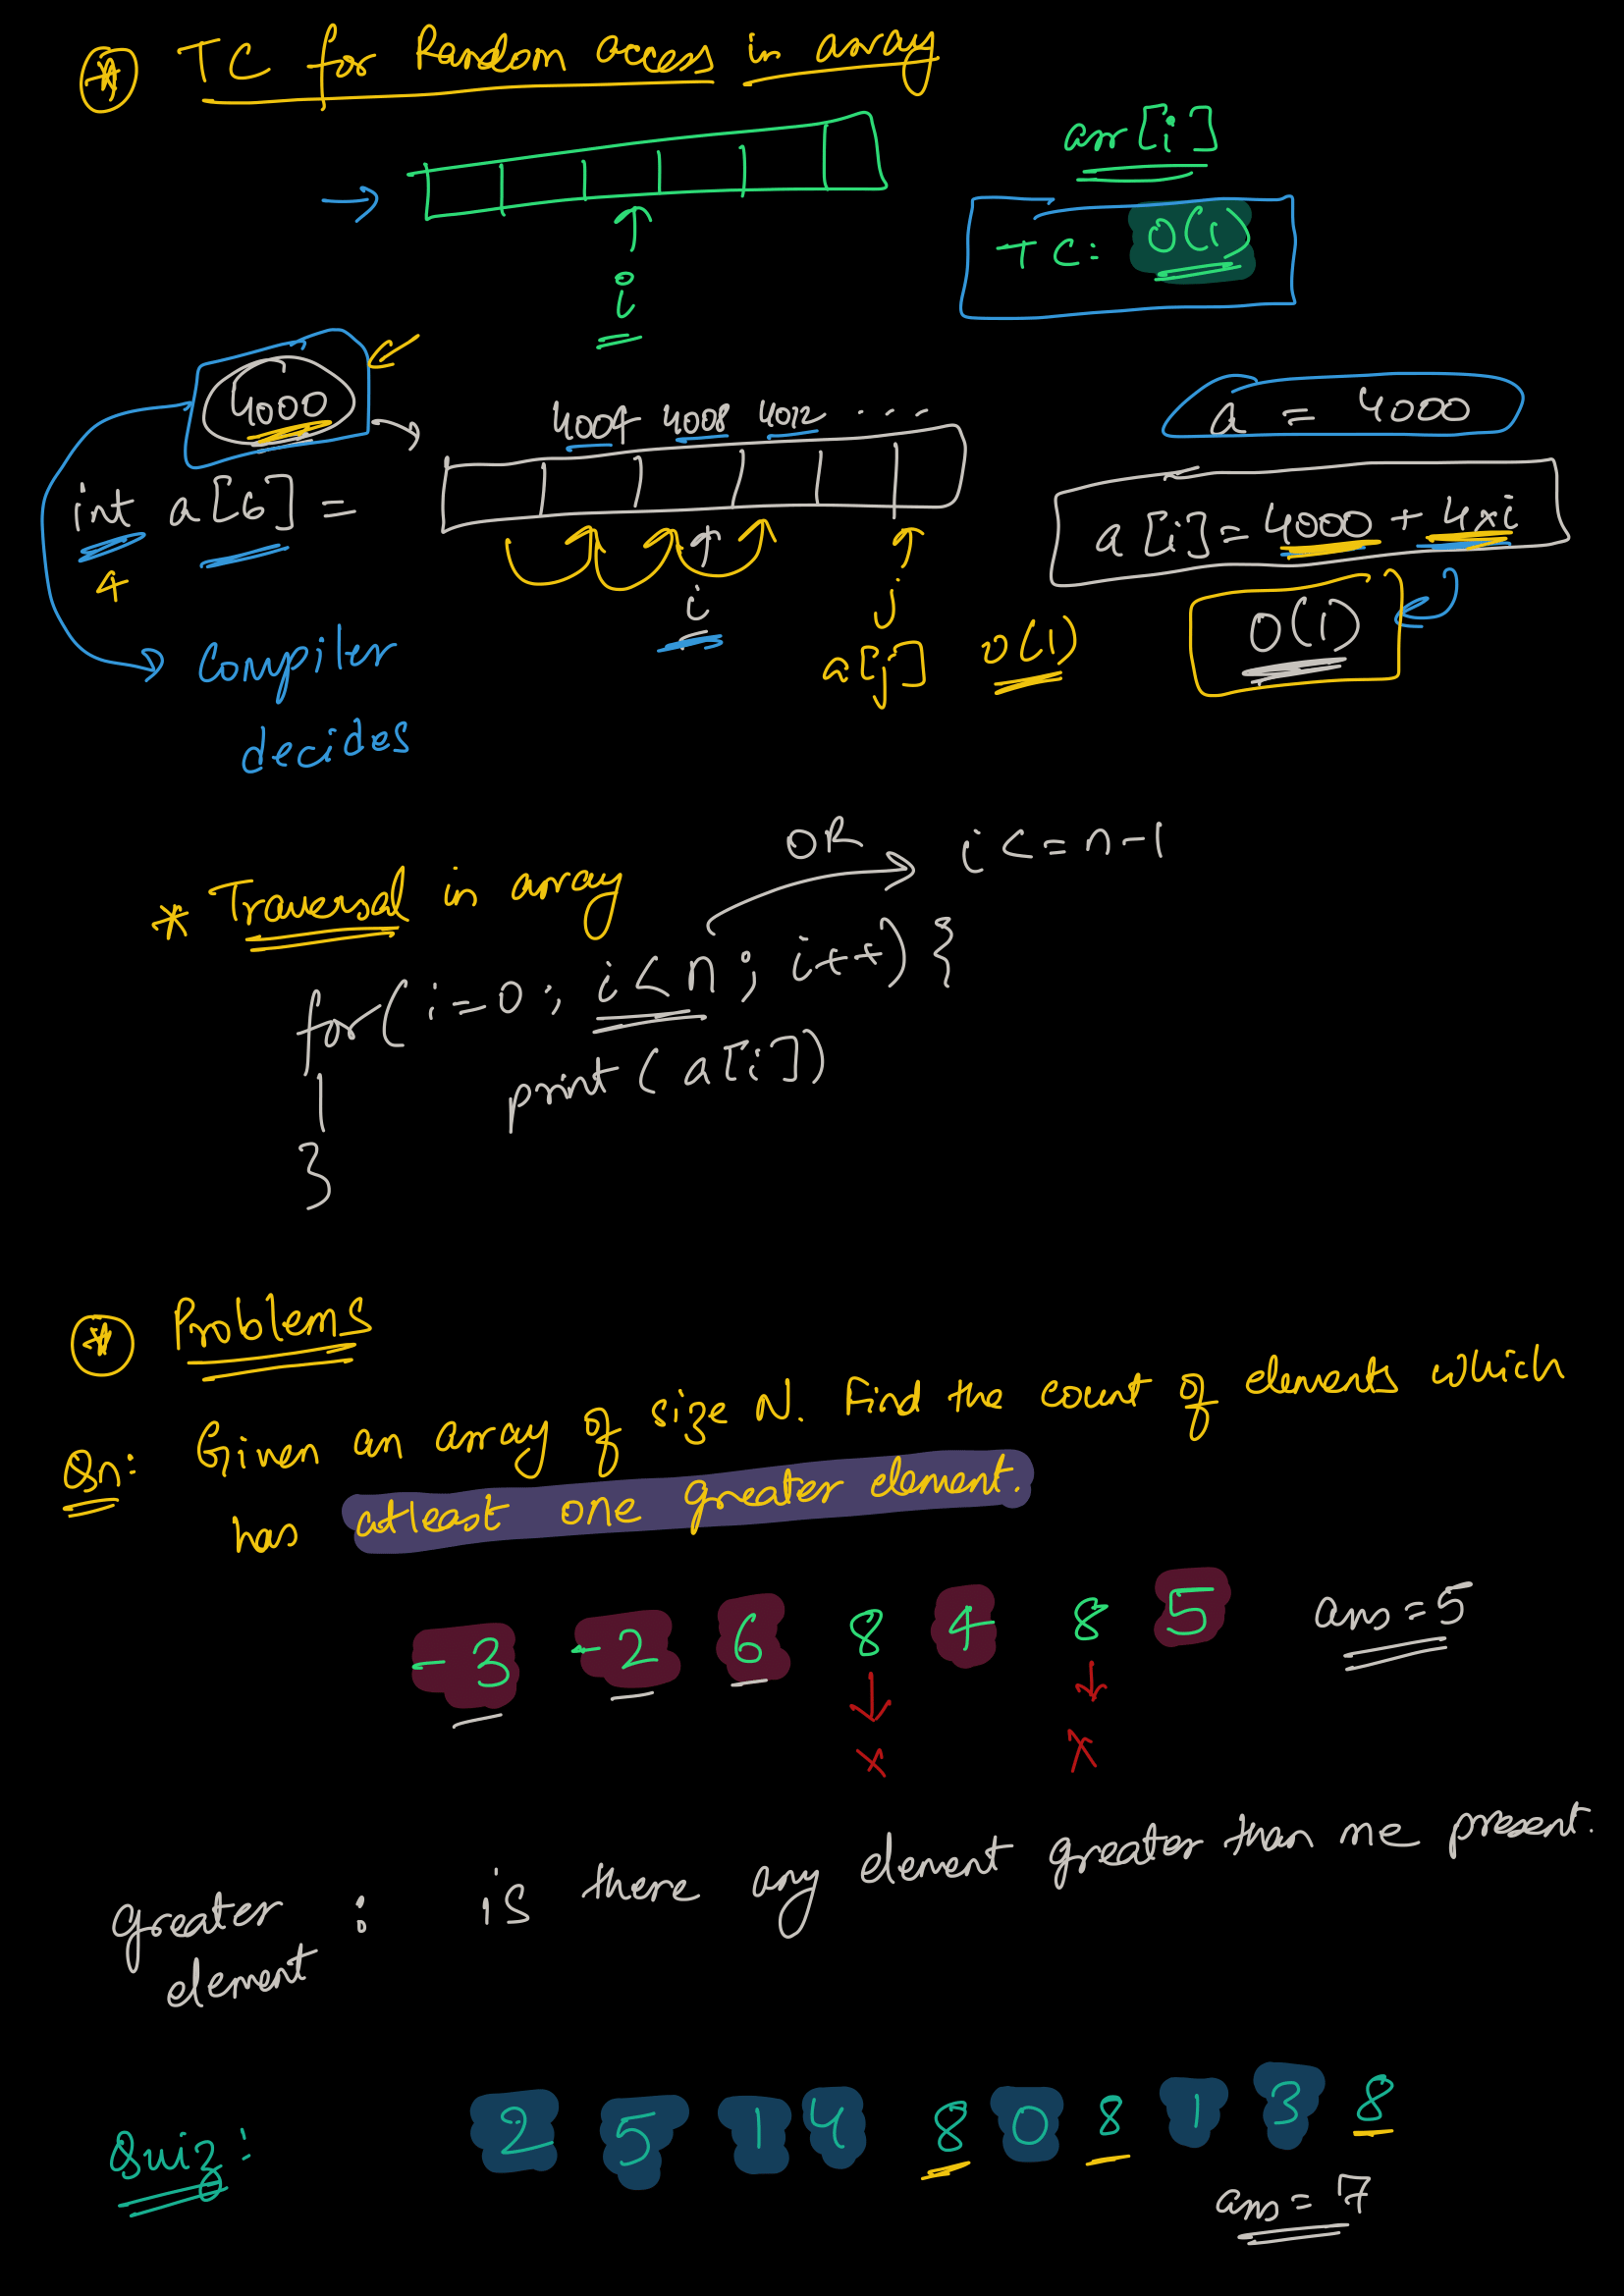 * TC for Random access in array
arr[i]
TC: O(1)
i
4000
4004 4008 4012 ....
a = 4000
int a[6] =
a[i] = 4000 + 4xi
4
i
j
O(1)
Compiler
a[j] O(1)
decides
OR
i <= n-1
* Traversal in array
for(i=0; i<n; i++) {
print(a[i])
}
* Problems
Qn: Given an array of size N. Find the count of elements which
has atleast one greater element.
-3 -2 6 8 4 8 5 ans = 5
x x
greater : is there any element greater than me present.
element
Quiz: 2 5 1 4 8 0 8 1 3 8
ans = 7